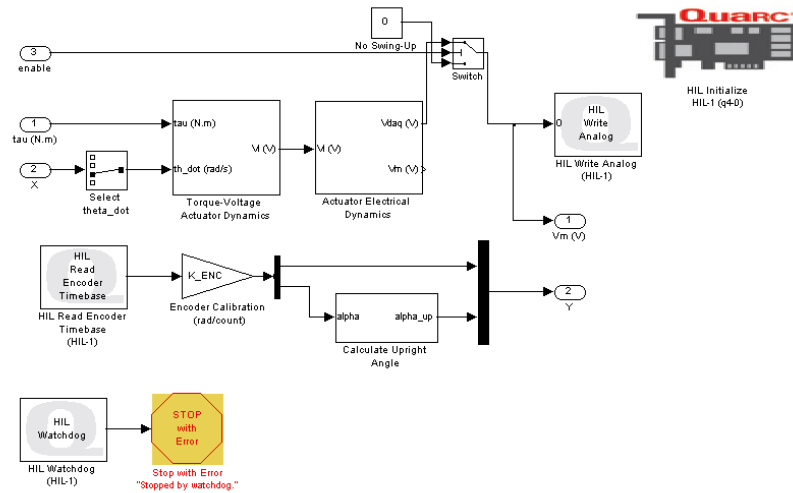 QUARC
0
No Swing-Up
3
enable
Switch
HIL Initialize
HIL-1 (q4-0)
1
tau (N.m)
tau (N.m)
Vl (V)
Vl (V)
Vdaq (V)
Vm (V)
0
HIL
Write
Analog
HIL Write Analog
(HIL-1)
2
X
Select
theta_dot
th_dot (rad/s)
Torque-Voltage
Actuator Dynamics
Actuator Electrical
Dynamics
1
Vm (V)
HIL
Read
Encoder
Timebase
HIL Read Encoder
Timebase
(HIL-1)
K_ENC
Encoder Calibration
(rad/count)
alpha
alpha_up
Calculate Upright
Angle
2
Y
HIL
Watchdog
HIL Watchdog
(HIL-1)
STOP
with
Error
Stop with Error
"Stopped by watchdog."